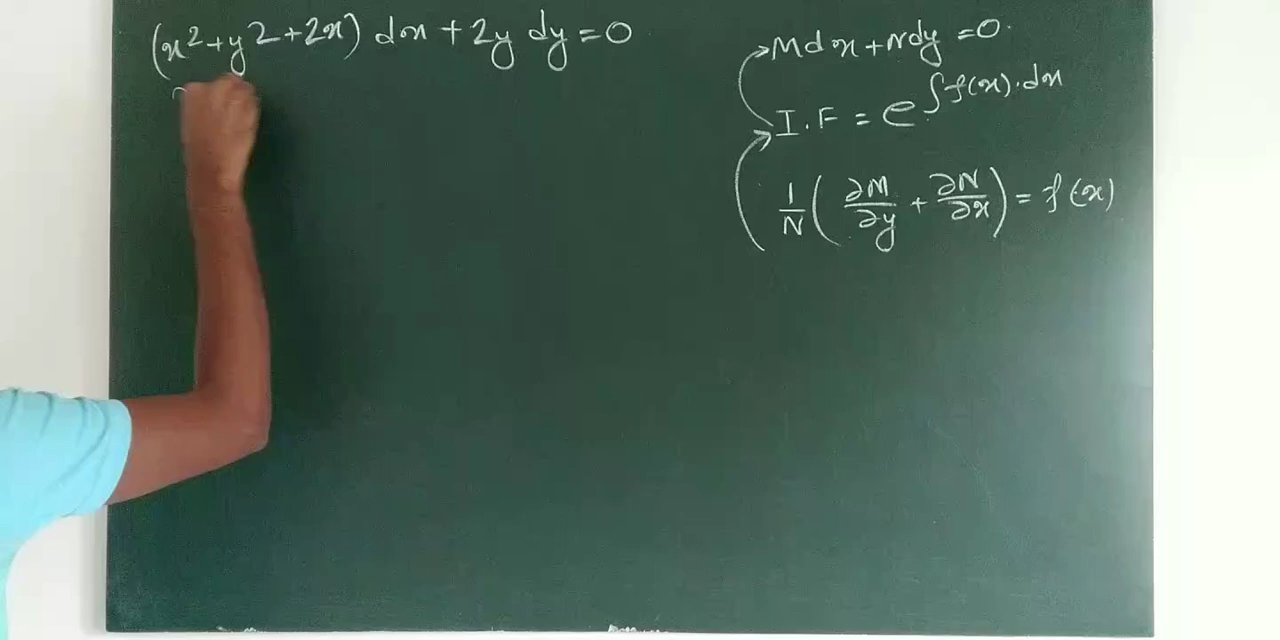 (x²+y²+2x) dx + 2y dy = 0
Mdx + Ndy = 0.
I.F = e^∫f(x).dx
1/N (∂M/∂y + ∂N/∂x) = f(x)